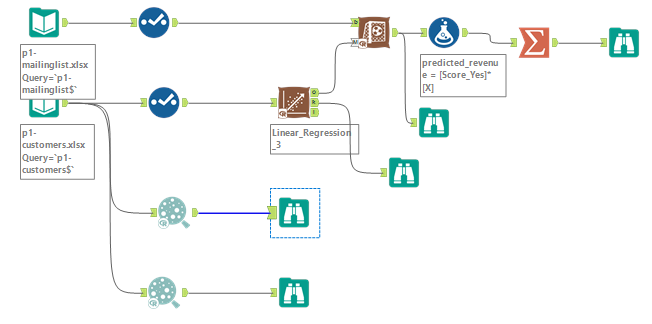 p1-
mailinglist.xlsx
Query=`p1-
mailinglist$`
predicted_revenu
e = [Score_Yes]*
[X]
Linear_Regression
_3
p1-
customers.xlsx
Query=`p1-
customers$`